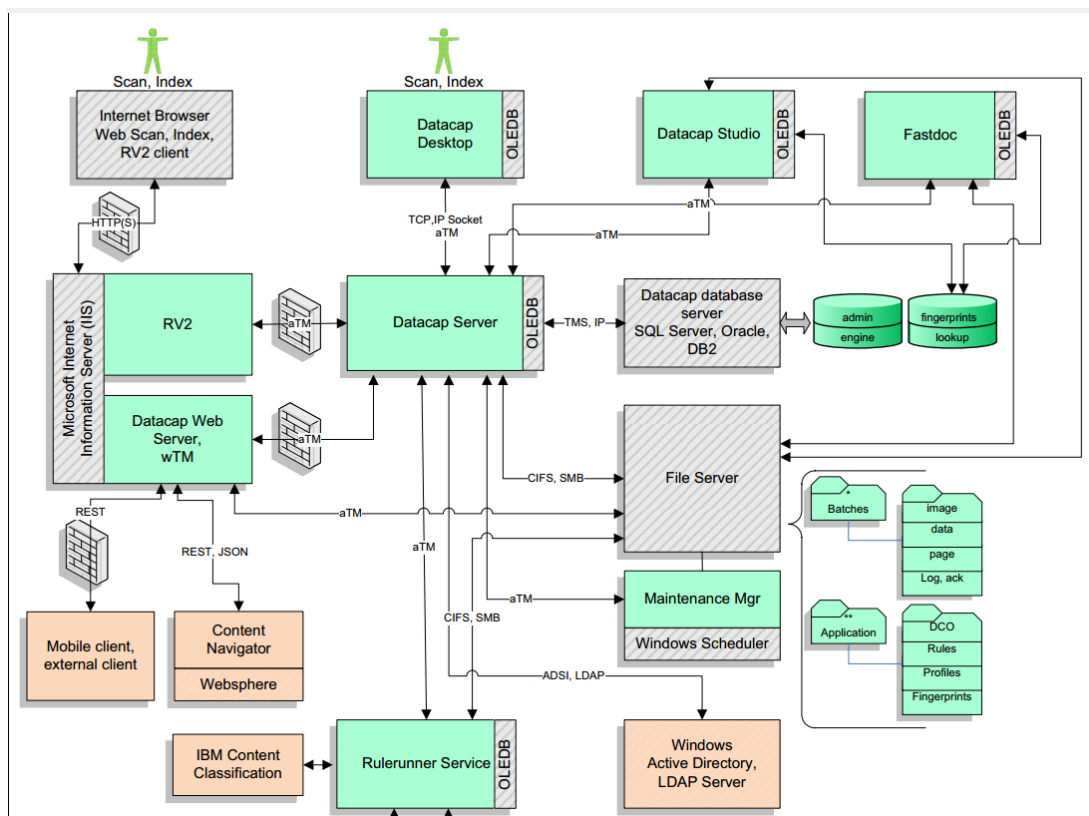 Scan, Index
Scan, Index
Internet Browser
Web Scan, Index,
RV2 client
Datacap
Desktop
OLEDB
Datacap Studio
OLEDB
Fastdoc
OLEDB
HTTP(S)
TCP,IP Socket
aTM
aTM
aTM
Microsoft Internet
Information Server (IIS)
RV2
aTM
Datacap Server
OLEDB
TMS, IP
Datacap database
server
SQL Server, Oracle,
DB2
admin
engine
fingerprints
lookup
Datacap Web
Server,
wTM
aTM
CIFS, SMB
File Server
*
Batches
image
data
page
Log, ack
REST
aTM
REST, JSON
aTM
aTM
Maintenance Mgr
Windows Scheduler
**
Application
DCO
Rules
Profiles
Fingerprints
CIFS, SMB
Mobile client,
external client
Content
Navigator
Websphere
ADSI, LDAP
IBM Content
Classification
Rulerunner Service
OLEDB
Windows
Active Directory,
LDAP Server